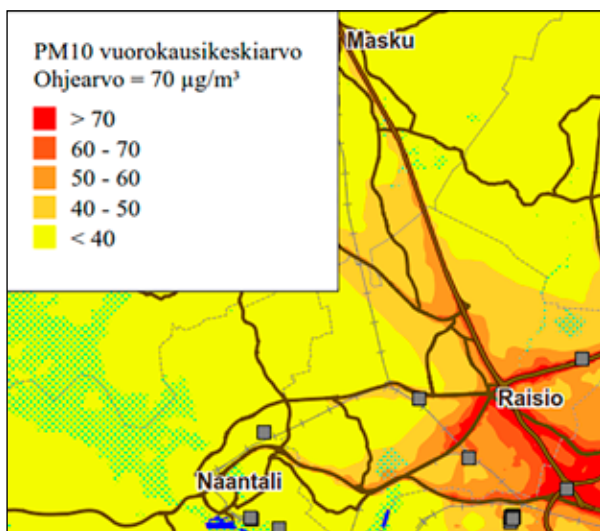 PM10 vuorokausikeskiarvo
Ohjearvo = 70 µg/m³
> 70
60 - 70
50 - 60
40 - 50
< 40
Masku
Raisio
Naantali